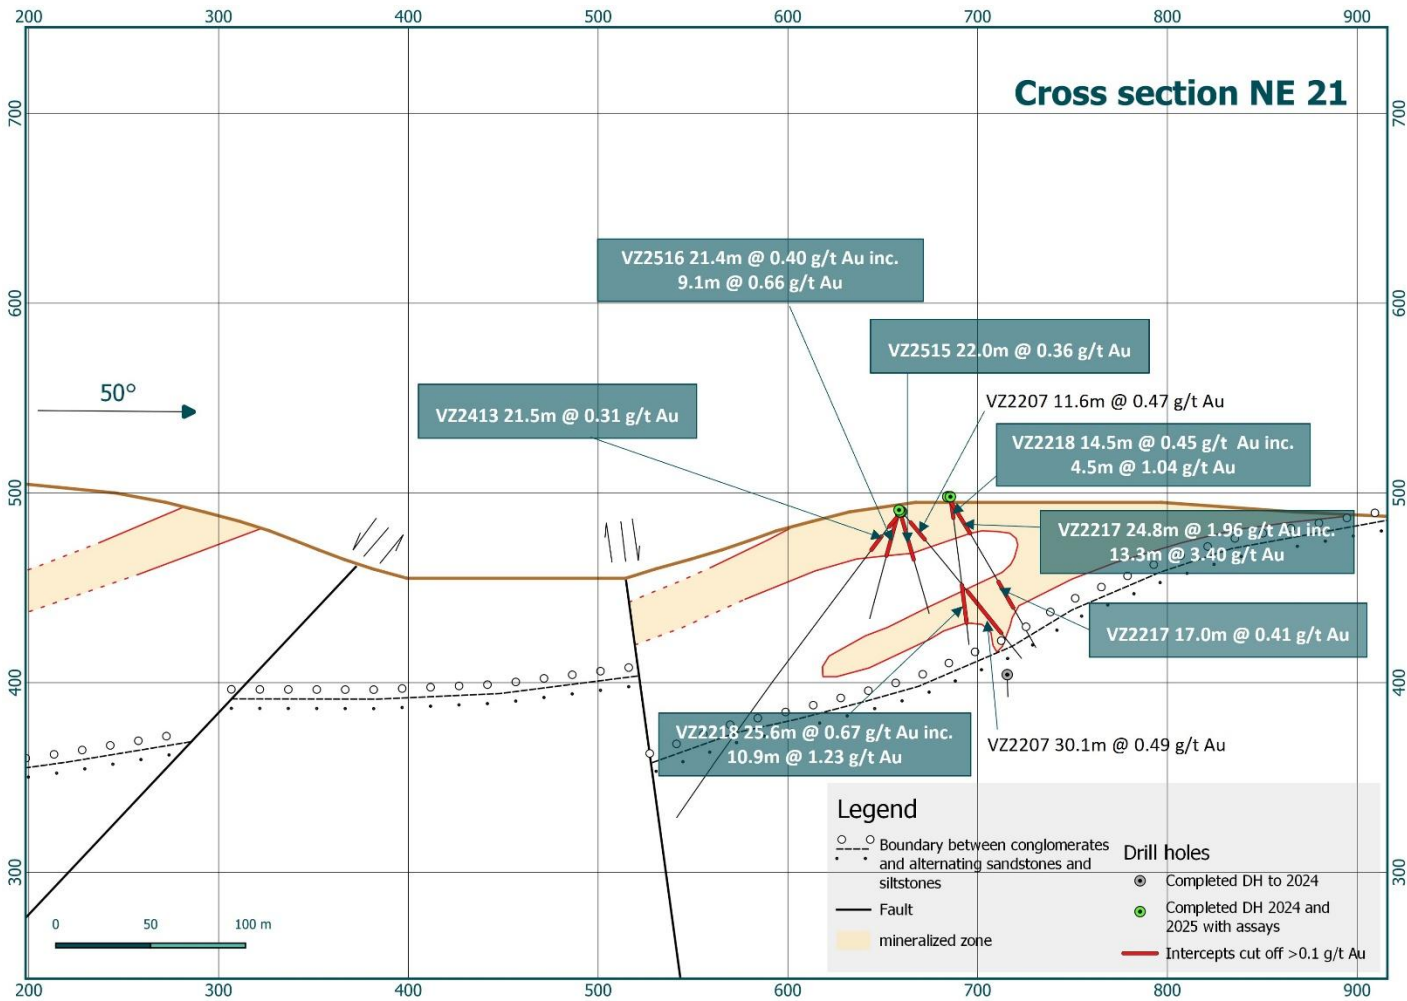 200 300 400 500 600 700 800 900
Cross section NE 21
700 700
600 600
VZ2516 21.4m @ 0.40 g/t Au inc.
9.1m @ 0.66 g/t Au
VZ2515 22.0m @ 0.36 g/t Au
50°
VZ2413 21.5m @ 0.31 g/t Au
VZ2207 11.6m @ 0.47 g/t Au
VZ2218 14.5m @ 0.45 g/t Au inc.
4.5m @ 1.04 g/t Au
500 500
VZ2217 24.8m @ 1.96 g/t Au inc.
13.3m @ 3.40 g/t Au
VZ2217 17.0m @ 0.41 g/t Au
400 400
VZ2218 25.6m @ 0.67 g/t Au inc.
10.9m @ 1.23 g/t Au
VZ2207 30.1m @ 0.49 g/t Au
300 300
Legend
Boundary between conglomerates
and alternating sandstones and
siltstones
Fault
mineralized zone
Drill holes
Completed DH to 2024
Completed DH 2024 and
2025 with assays
Intercepts cut off >0.1 g/t Au
0 50 100 m
200 300 400 500 600 700 800 900